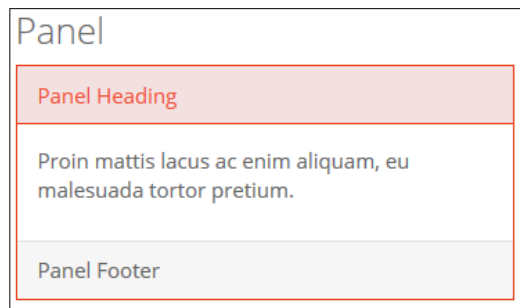 Panel
Panel Heading
Proin mattis lacus ac enim aliquam, eu
malesuada tortor pretium.
Panel Footer